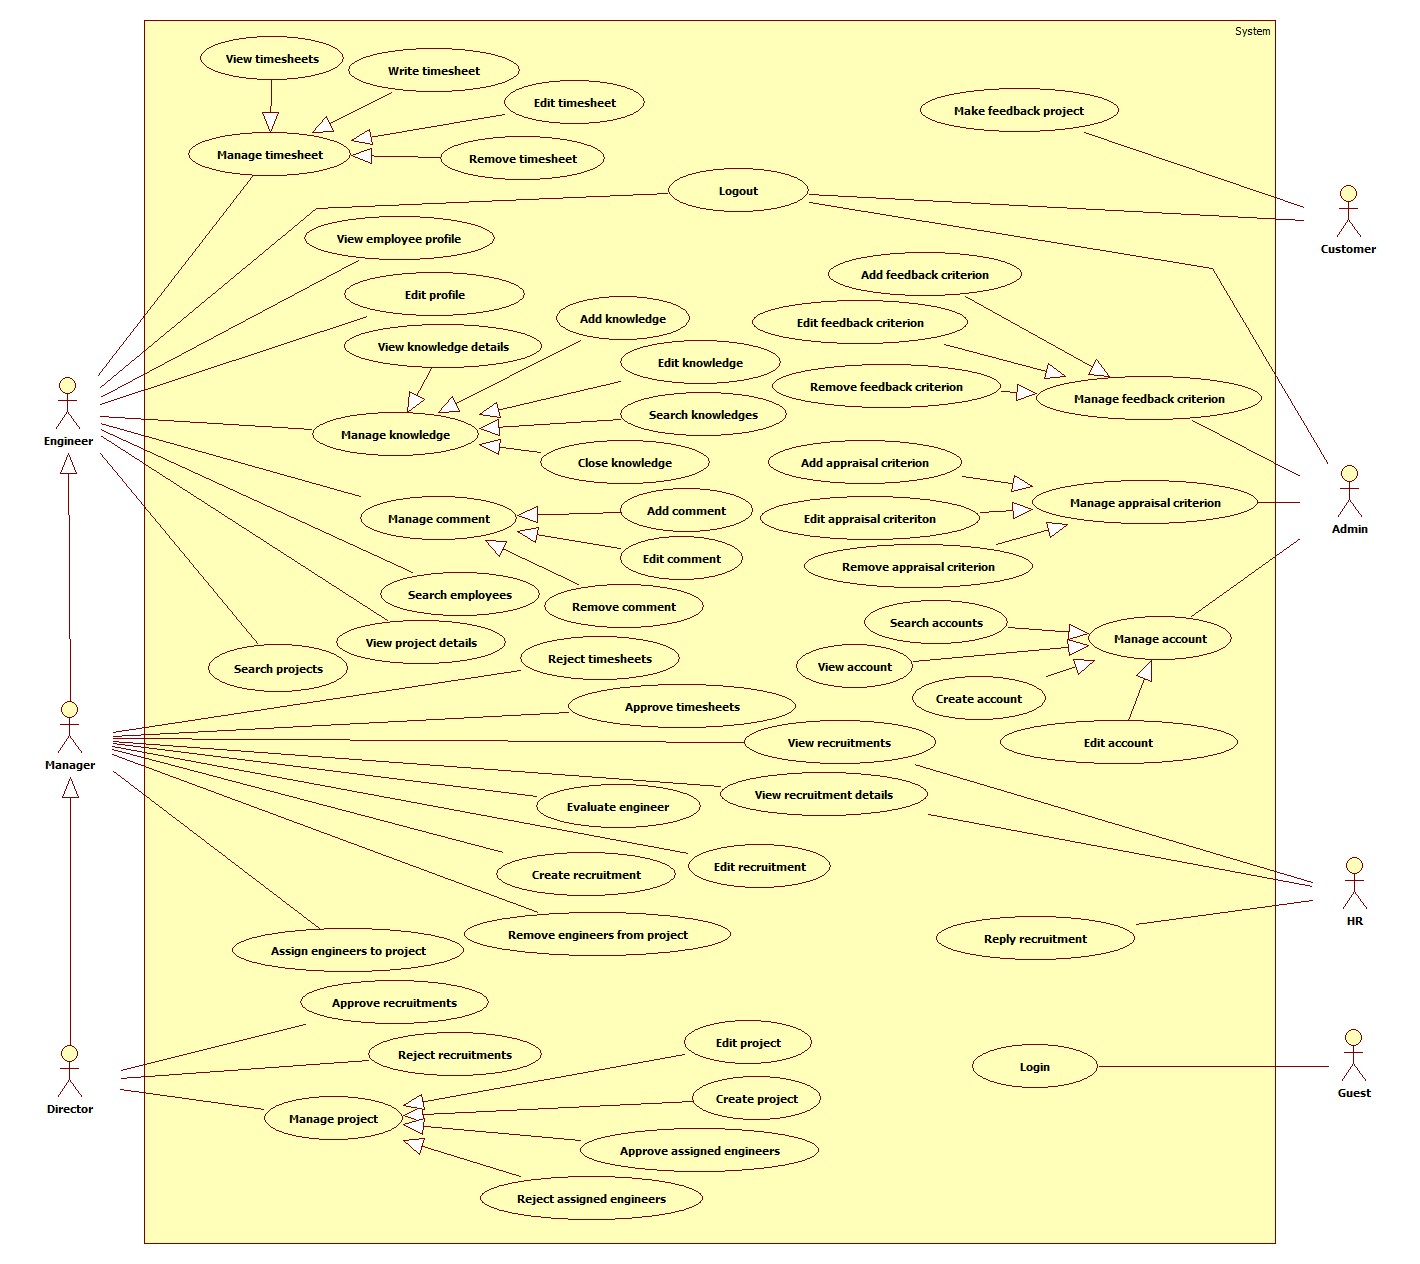 System
View timesheets
Write timesheet
Edit timesheet
Make feedback project
Manage timesheet
Remove timesheet
Logout
View employee profile
Customer
Add feedback criterion
Edit profile
Add knowledge
Edit feedback criterion
View knowledge details
Edit knowledge
Remove feedback criterion
Manage feedback criterion
Search knowledges
Engineer
Manage knowledge
Close knowledge
Add appraisal criterion
Manage appraisal criterion
Add comment
Manage comment
Edit appraisal criteriton
Admin
Edit comment
Remove appraisal criterion
Search employees
Remove comment
Search accounts
View project details
Manage account
Search projects
Reject timesheets
View account
Create account
Approve timesheets
View recruitments
Edit account
Manager
View recruitment details
Evaluate engineer
Edit recruitment
Create recruitment
HR
Remove engineers from project
Reply recruitment
Assign engineers to project
Approve recruitments
Edit project
Reject recruitments
Login
Guest
Create project
Director
Manage project
Approve assigned engineers
Reject assigned engineers